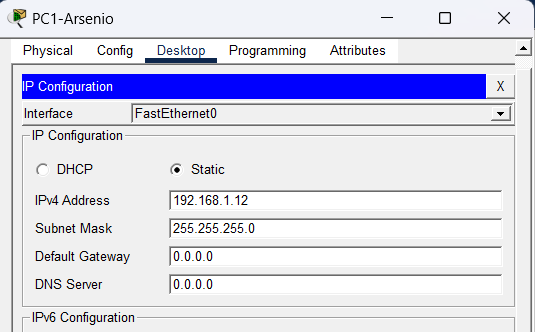 PC1-Arsenio
Physical Config Desktop Programming Attributes
IP Configuration X
Interface FastEthernet0
IP Configuration
DHCP Static
IPv4 Address 192.168.1.12
Subnet Mask 255.255.255.0
Default Gateway 0.0.0.0
DNS Server 0.0.0.0
IPv6 Configuration